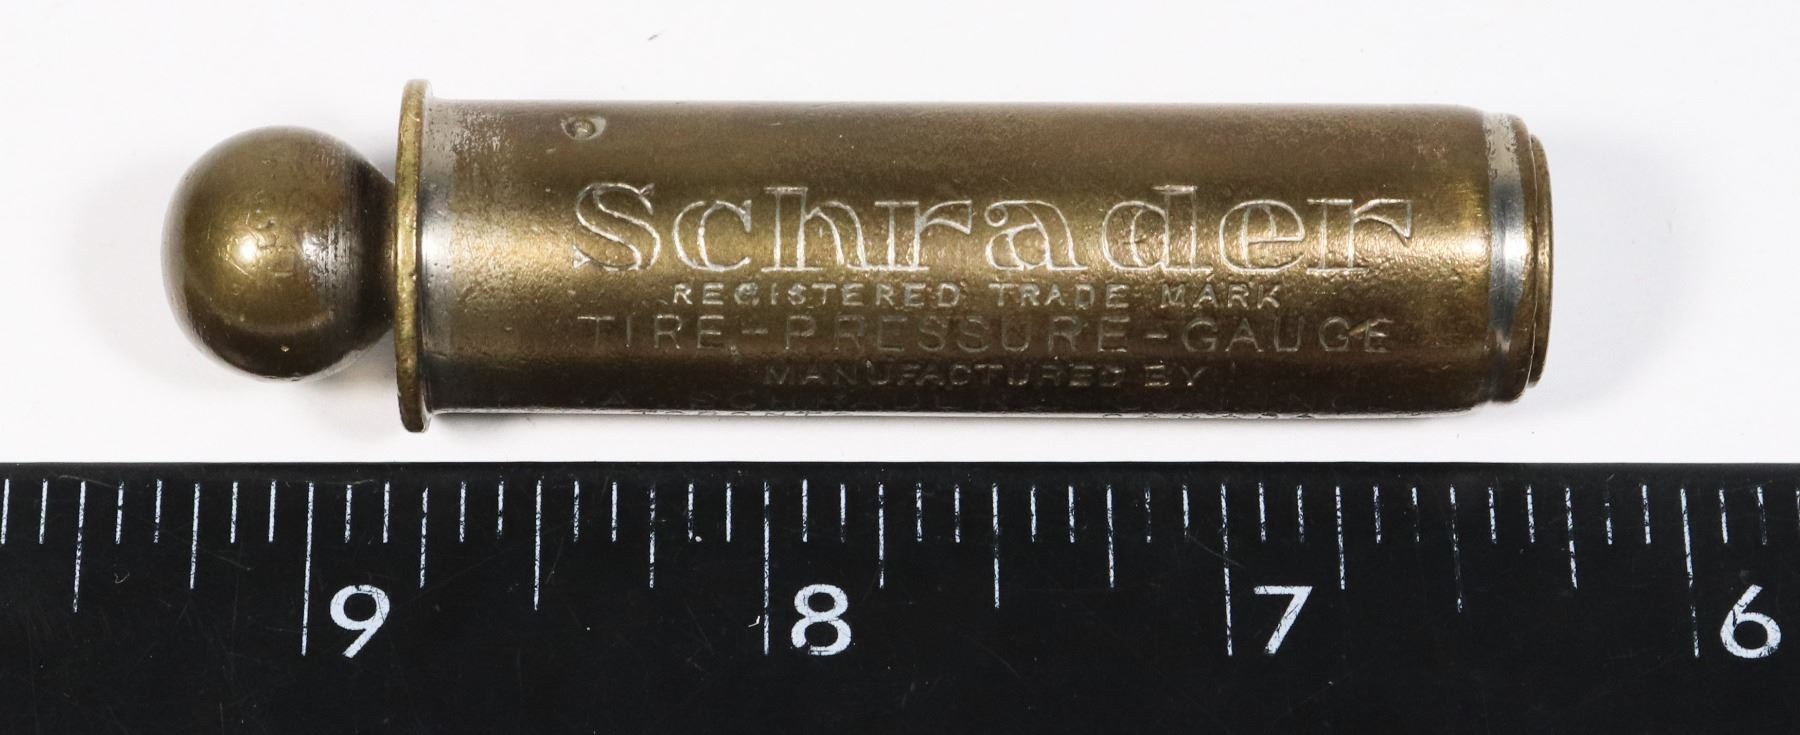 Schrader
REGISTERED TRADE MARK
TIRE-PRESSURE-GAUGE
MANUFACTURED BY
9 8 7 6